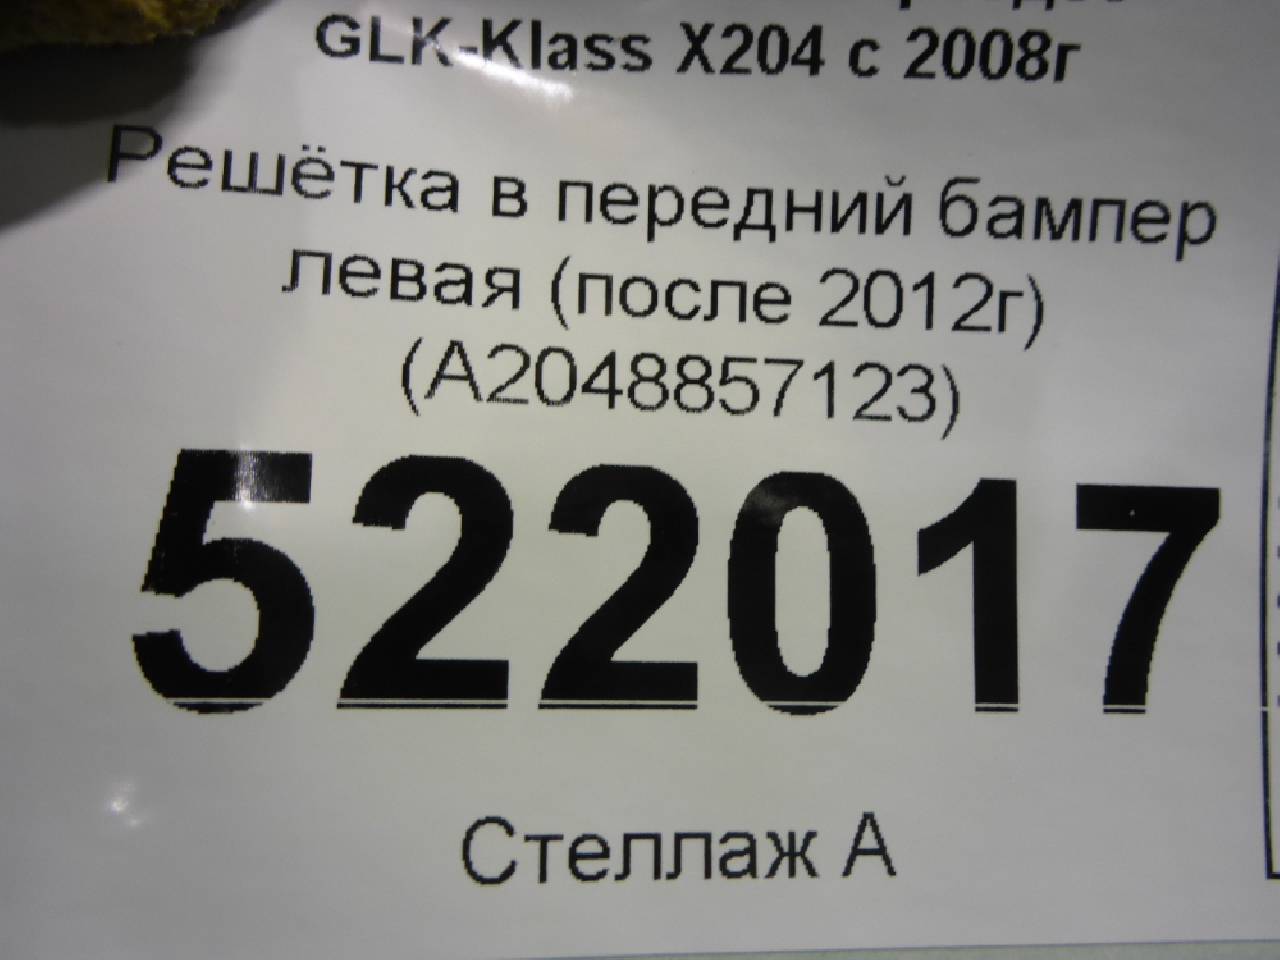 GLK-Klass X204 с 2008г
Решётка в передний бампер
левая (после 2012г)
(A2048857123)
522017
Стеллаж А